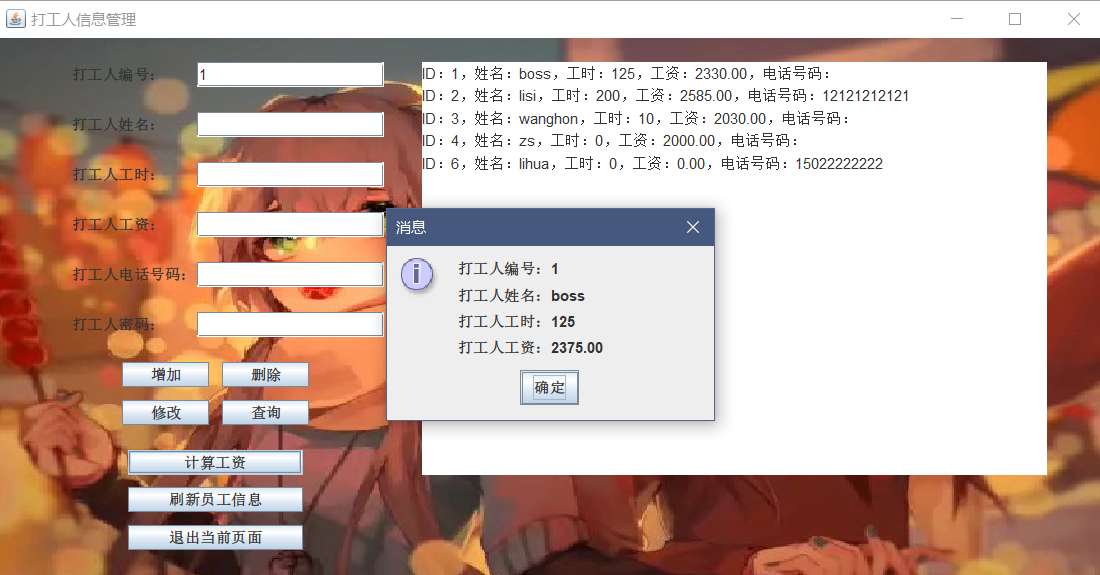 打工人信息管理
打工人编号：
1
打工人姓名：
打工人工时：
打工人工资：
打工人电话号码：
打工人密码：
增加
删除
修改
查询
计算工资
刷新员工信息
退出当前页面
ID：1，姓名：boss，工时：125，工资：2330.00，电话号码：
ID：2，姓名：lisi，工时：200，工资：2585.00，电话号码：12121212121
ID：3，姓名：wanghon，工时：10，工资：2030.00，电话号码：
ID：4，姓名：zs，工时：0，工资：2000.00，电话号码：
ID：6，姓名：lihua，工时：0，工资：0.00，电话号码：15022222222
消息
打工人编号：1
打工人姓名：boss
打工人工时：125
打工人工资：2375.00
确定